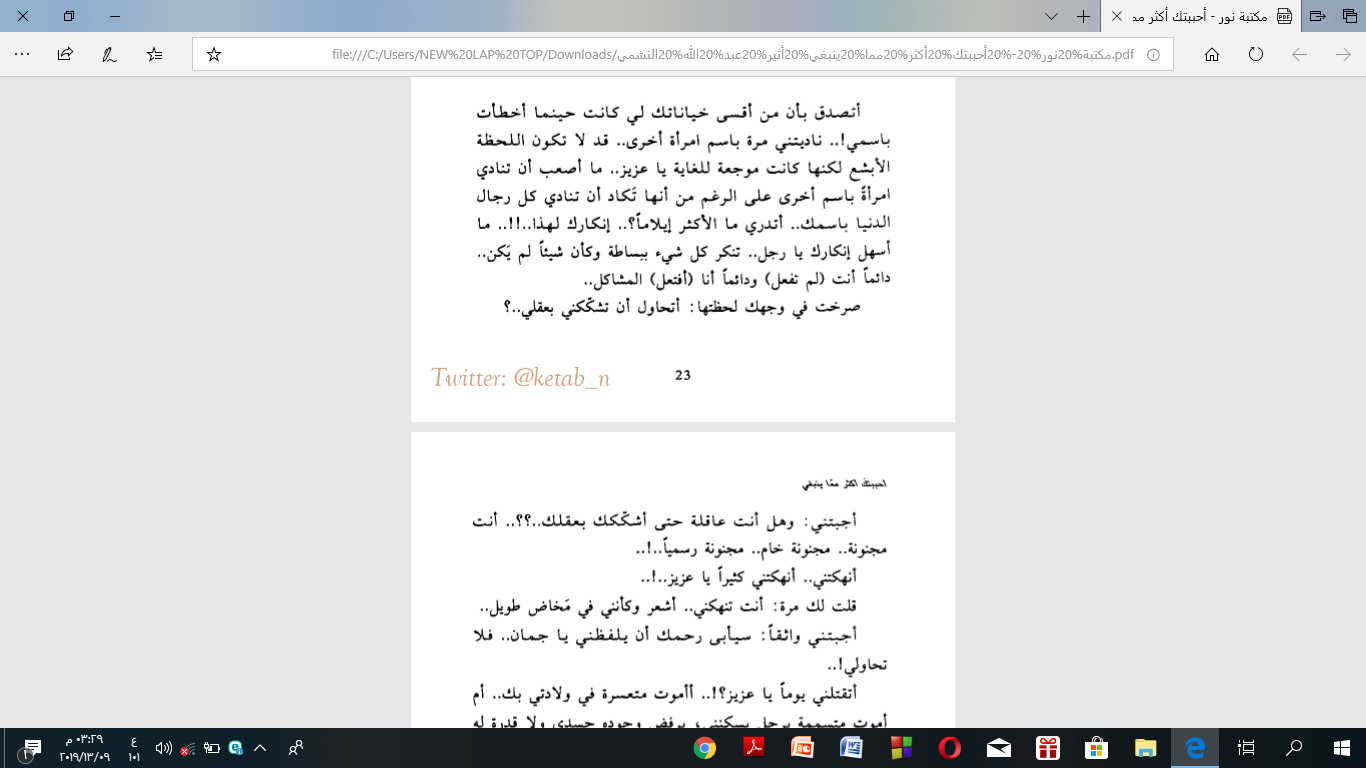 مكتبة نور - أحببتك أكثر مم
file:///C:/Users/NEW%20LAP%20TOP/Downloads/مكتبة%20نور%20-%20أحببتك%20أكثر%20مما%20ينبغي%20أثير%20عبد%20الله%20النشمي.pdf
أتصدق بأن من أقسى خياناتك لي كانت حينما أخطأت
باسمي!.. ناديتني مرة باسم امرأة أخرى.. قد لا تكون اللحظة
الأبشع لكنها كانت موجعة للغاية يا عزيز.. ما أصعب أن تنادي
امرأةً باسم أخرى على الرغم من أنها تَكاد أن تنادي كل رجال
الدنيا باسمك.. أتدري ما الأكثر إيلاماً؟.. إنكارك لهذا..!!.. ما
أسهل إنكارك يا رجل.. تنكر كل شيء ببساطة وكأن شيئاً لم يَكن..
دائماً أنت (لم تفعل) ودائماً أنا (أفتعل) المشاكل..
صرخت في وجهك لحظتها: أتحاول أن تشكّكني بعقلي..؟
Twitter: @ketab_n
23
احببتك اكثر ممّا ينبغي
أجبتني: وهل أنت عاقلة حتى أشكّكك بعقلك..؟؟.. أنت
مجنونة.. مجنونة خام.. مجنونة رسمياً..!..
أنهكتني.. أنهكتني كثيراً يا عزيز..!..
قلت لك مرة: أنت تنهكني.. أشعر وكأنني في مَخاض طويل..
أجبتني واثقاً: سيأبى رحمك أن يلفظني يا جمان.. فلا
تحاولي!..
أتقتلني يوماً يا عزيز؟!.. أأموت متعسرة في ولادتي بك.. أم
أموت متسممة برجل يسكنني، يرفض وجوده جسدي ولا قدرة له
٠٣:٢٩ م
٢٠١٩/١٣/٠٩
ع
١٠١